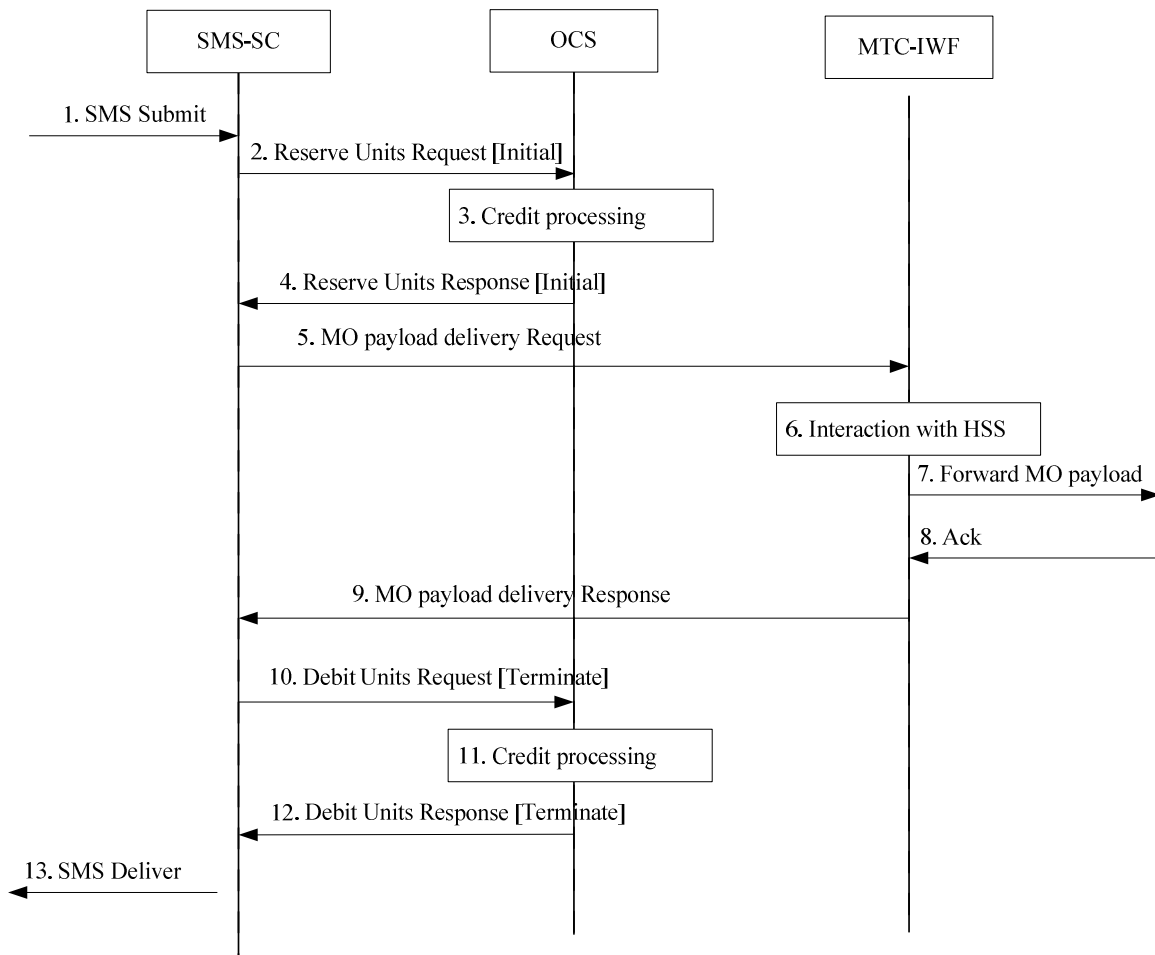 SMS-SC
OCS
MTC-IWF
1. SMS Submit
2. Reserve Units Request [Initial]
3. Credit processing
4. Reserve Units Response [Initial]
5. MO payload delivery Request
6. Interaction with HSS
7. Forward MO payload
8. Ack
9. MO payload delivery Response
10. Debit Units Request [Terminate]
11. Credit processing
12. Debit Units Response [Terminate]
13. SMS Deliver